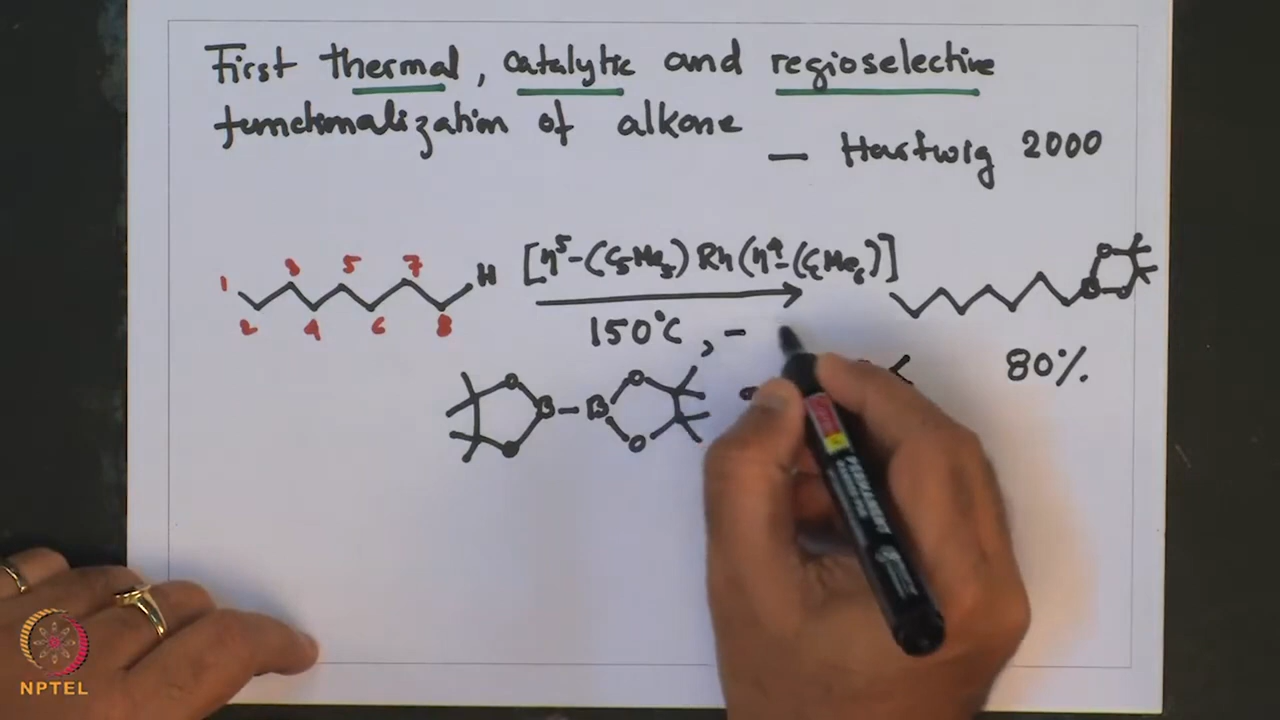 First thermal, catalytic and regioselective
functionalization of alkane
— Hartwig 2000
1 2 3 4 5 6 7 8 H
[η⁵-(C₅Me₅)Rh(η⁴-(C₆Me₆)]
150°C, -
O O B B O O
80%
PERMANENT
NPTEL